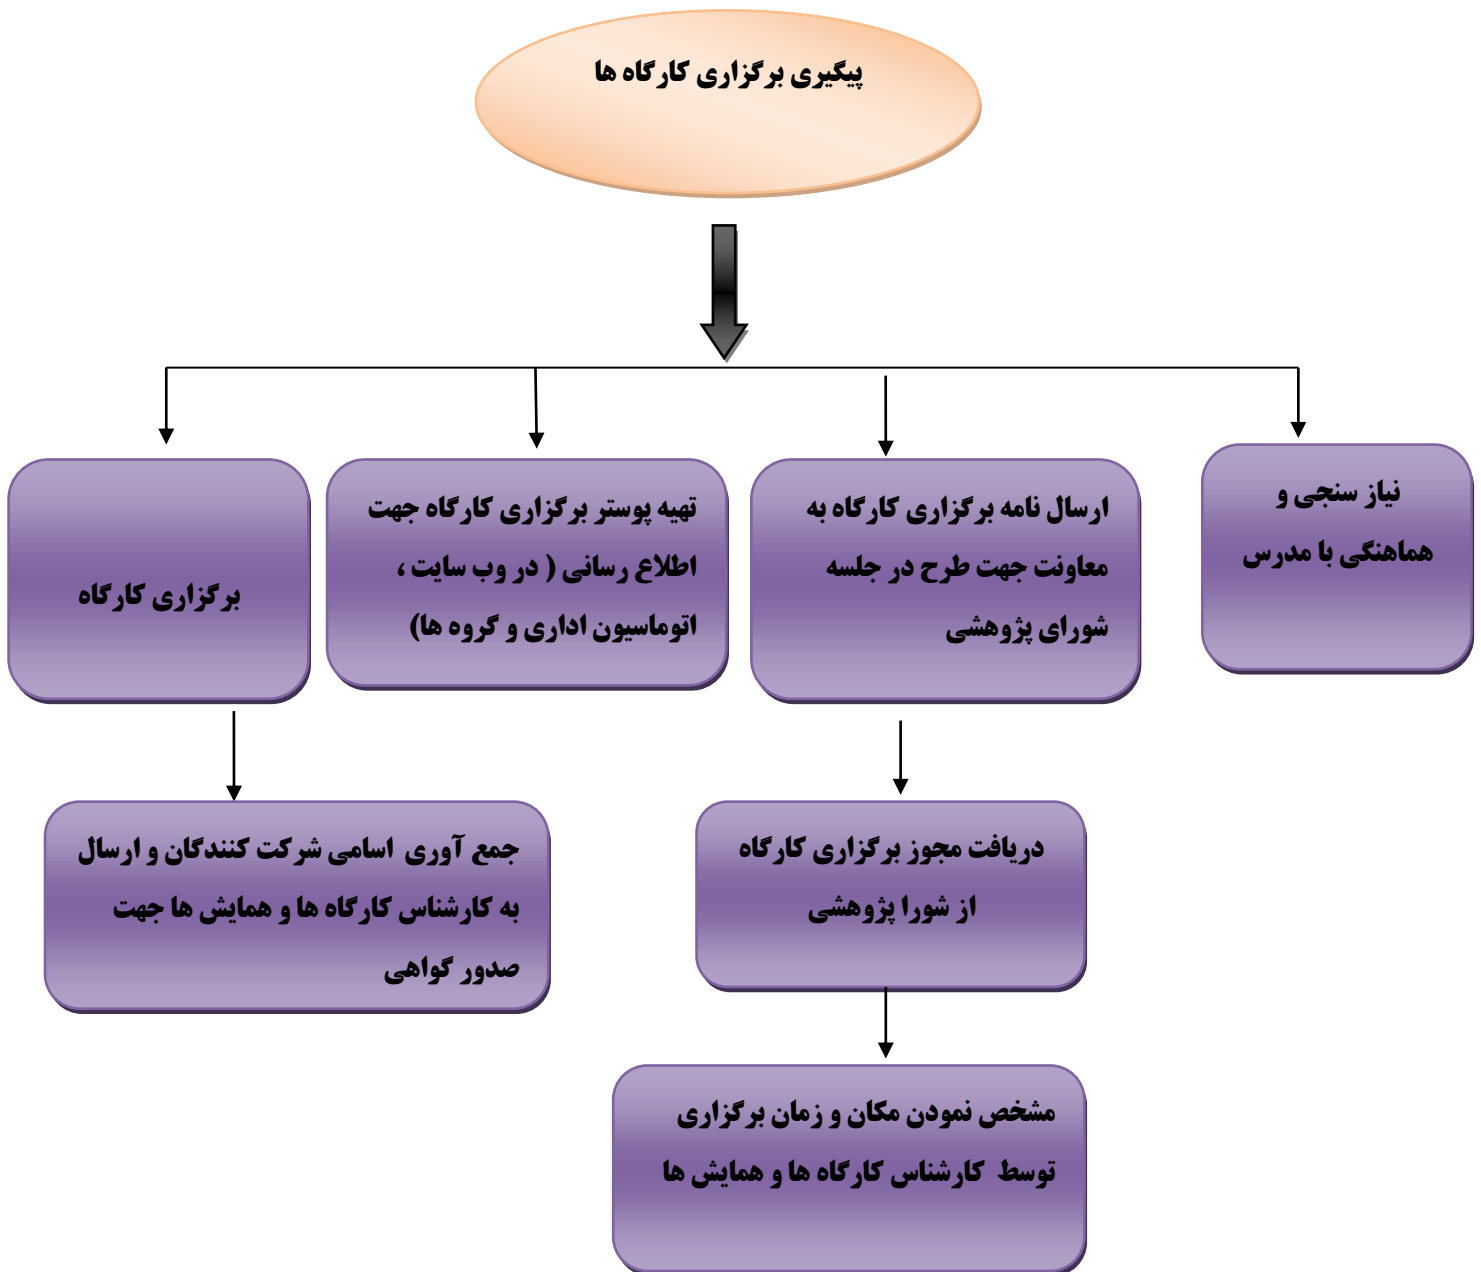 پیگیری برگزاری کارگاه ها
نیاز سنجی و
هماهنگی با مدرس
ارسال نامه برگزاری کارگاه به
معاونت جهت طرح در جلسه
شورای پژوهشی
تهیه پوستر برگزاری کارگاه جهت
اطلاع رسانی ( در وب سایت ،
اتوماسیون اداری و گروه ها)
برگزاری کارگاه
دریافت مجوز برگزاری کارگاه
از شورا پژوهشی
جمع آوری اسامی شرکت کنندگان و ارسال
به کارشناس کارگاه ها و همایش ها جهت
صدور گواهی
مشخص نمودن مکان و زمان برگزاری
توسط کارشناس کارگاه ها و همایش ها